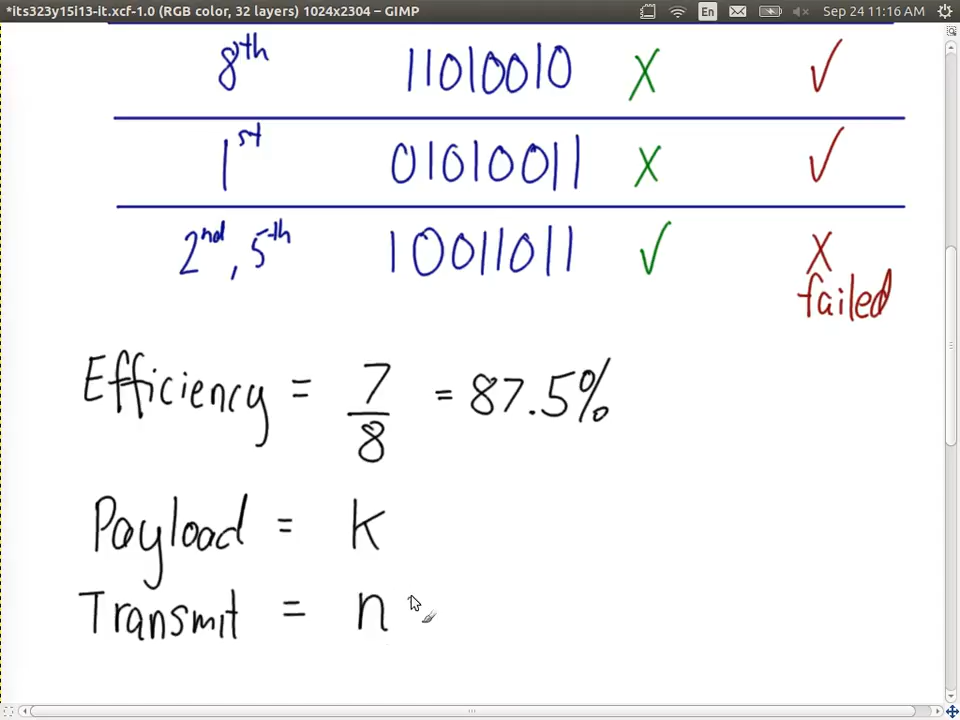 *its323y15i13-it.xcf-1.0 (RGB color, 32 layers) 1024x2304 – GIMP En Sep 24 11:16 AM
8th 11010010 X ✓
1st 01010011 X ✓
2nd, 5th 10011011 ✓ X
failed
Efficiency = 7/8 = 87.5%
Payload = k
Transmit = n